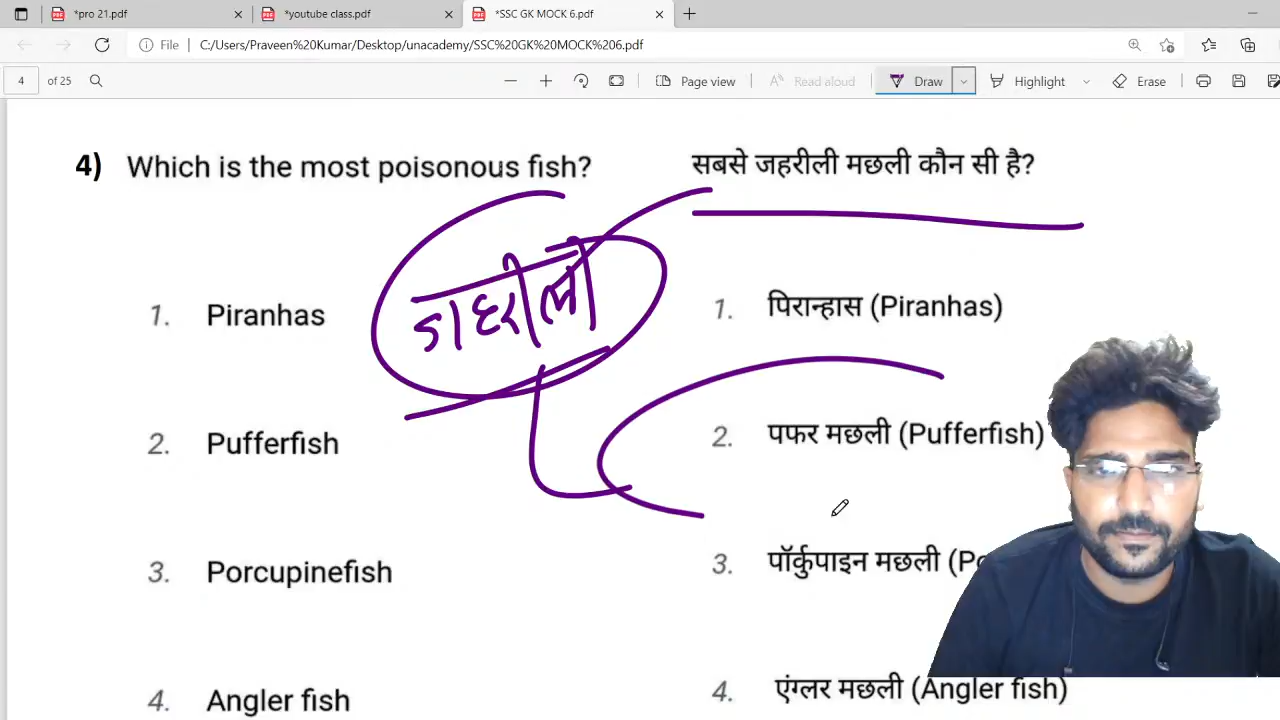 *pro 21.pdf
*youtube class.pdf
*SSC GK MOCK 6.pdf
File C:/Users/Praveen%20Kumar/Desktop/unacademy/SSC%20GK%20MOCK%206.pdf
4 of 25 Page view Read aloud Draw Highlight Erase
4) Which is the most poisonous fish?
सबसे जहरीली मछली कौन सी है?
जहरीली
1. Piranhas
2. Pufferfish
3. Porcupinefish
4. Angler fish
1. पिरान्हास (Piranhas)
2. पफर मछली (Pufferfish)
3. पॉर्कुपाइन मछली
4. एंग्लर मछली (Angler fish)